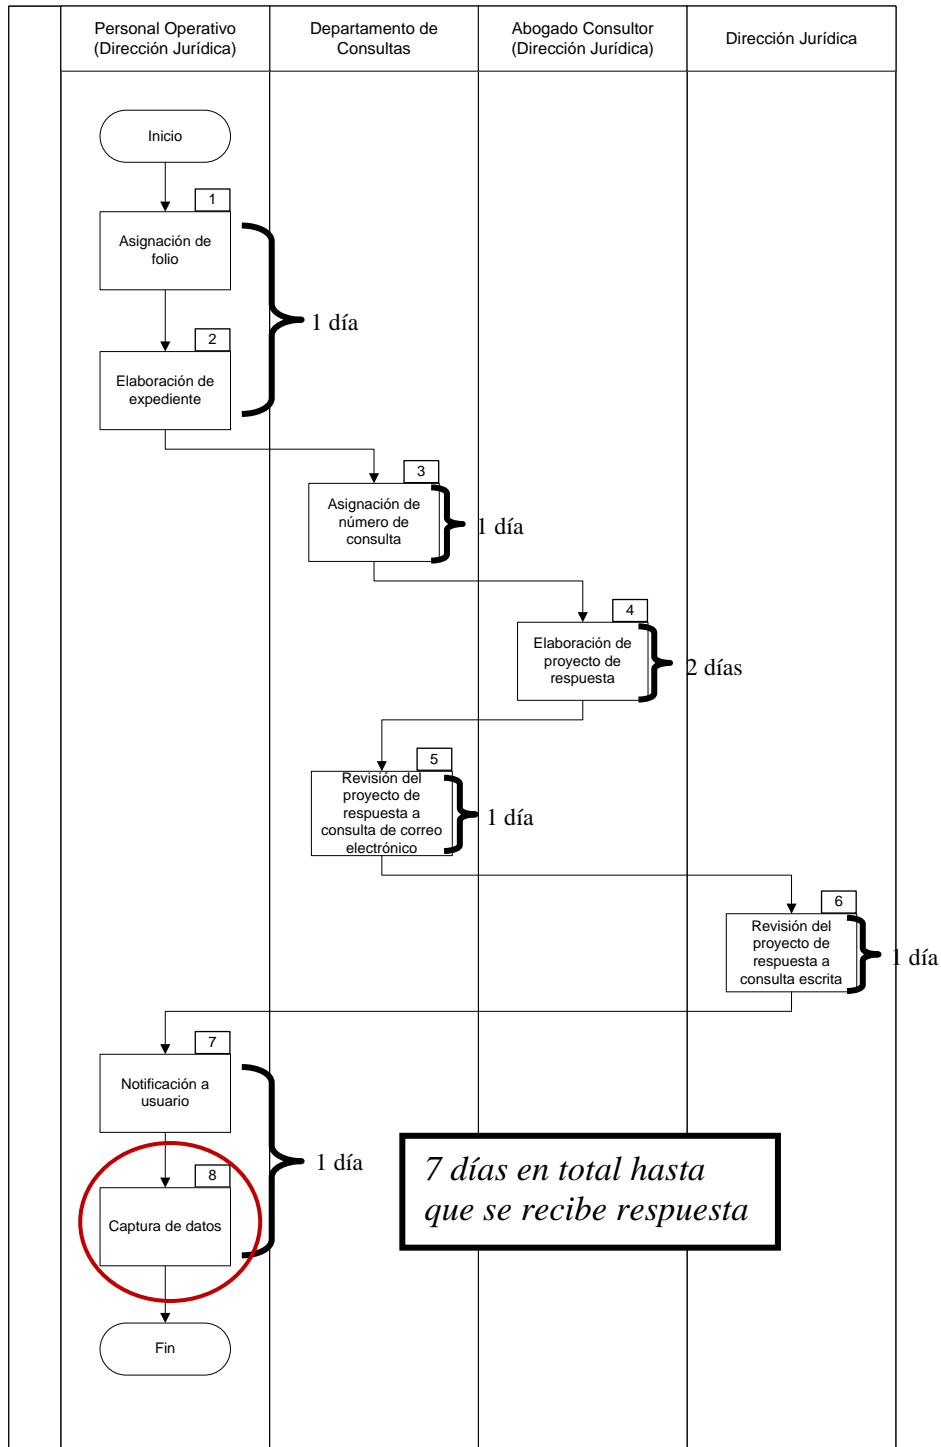 Personal Operativo
(Dirección Jurídica)
Departamento de
Consultas
Abogado Consultor
(Dirección Jurídica)
Dirección Jurídica
Inicio
1
Asignación de
folio
1 día
2
Elaboración de
expediente
3
Asignación de
número de
consulta
1 día
4
Elaboración de
proyecto de
respuesta
2 días
5
Revisión del
proyecto de
respuesta a
consulta de correo
electrónico
1 día
6
Revisión del
proyecto de
respuesta a
consulta escrita
1 día
7
Notificación a
usuario
1 día
7 días en total hasta
que se recibe respuesta
8
Captura de datos
Fin